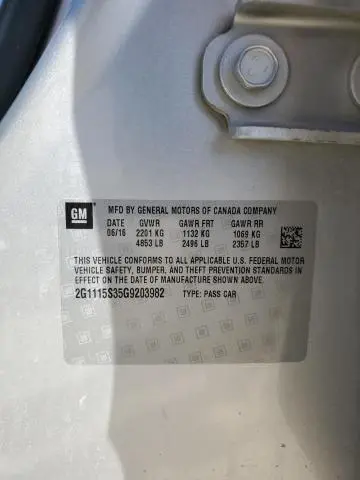 GM
MFD BY GENERAL MOTORS OF CANADA COMPANY
DATE GVWR GAWR FRT GAWR RR
06/16 2201 KG 1132 KG 1069 KG
4853 LB 2496 LB 2357 LB
THIS VEHICLE CONFORMS TO ALL APPLICABLE U.S. FEDERAL MOTOR
VEHICLE SAFETY, BUMPER, AND THEFT PREVENTION STANDARDS IN
EFFECT ON THE DATE OF MANUFACTURE SHOWN ABOVE.
2G1115S35G9203982 TYPE: PASS CAR